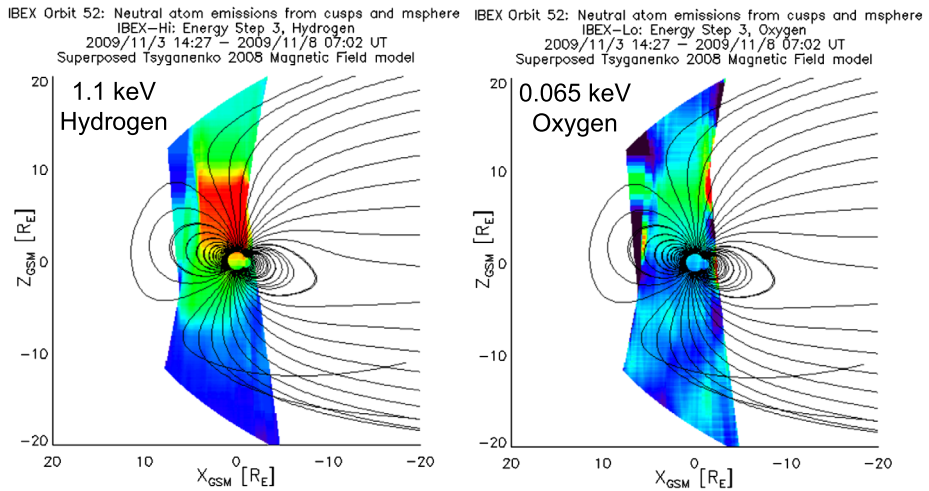 IBEX Orbit 52: Neutral atom emissions from cusps and msphere
IBEX-Hi: Energy Step 3, Hydrogen
2009/11/3 14:27 - 2009/11/8 07:02 UT
Superposed Tsyganenko 2008 Magnetic Field model
1.1 keV
Hydrogen
20
10
0
-10
-20
Z_GSM [R_E]
20
10
0
-10
-20
X_GSM [R_E]
IBEX Orbit 52: Neutral atom emissions from cusps and msphere
IBEX-Lo: Energy Step 3, Oxygen
2009/11/3 14:27 - 2009/11/8 07:02 UT
Superposed Tsyganenko 2008 Magnetic Field model
0.065 keV
Oxygen
20
10
0
-10
-20
Z_GSM [R_E]
20
10
0
-10
-20
X_GSM [R_E]